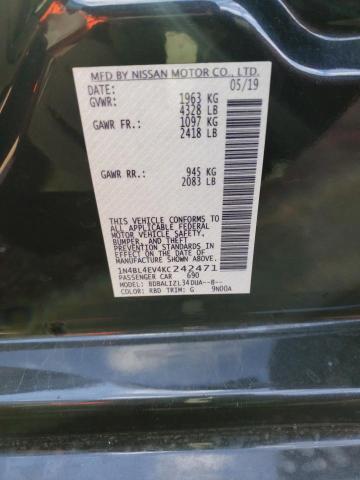 MFD BY NISSAN MOTOR CO., LTD.
DATE: 05/19
GVWR: 1963 KG
4328 LB
GAWR FR.: 1097 KG
2418 LB
GAWR RR.: 945 KG
2083 LB
THIS VEHICLE CONFORMS TO
ALL APPLICABLE FEDERAL
MOTOR VEHICLE SAFETY,
BUMPER, AND THEFT
PREVENTION STANDARDS IN
EFFECT ON THE DATE OF
MANUFACTURE SHOWN ABOVE.
1N4BL4EV4KC242471
PASSENGER CAR 690
MODEL: BDBALIZL34DUA--B--
COLOR: RBD TRIM: G 9N00A